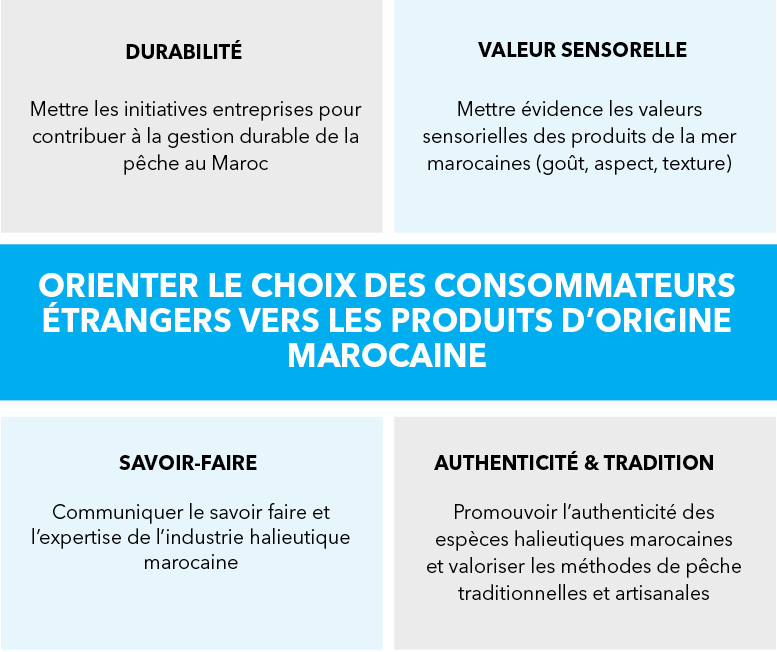 DURABILITÉ
Mettre les initiatives entreprises pour
contribuer à la gestion durable de la
pêche au Maroc
VALEUR SENSORELLE
Mettre évidence les valeurs
sensorielles des produits de la mer
marocaines (goût, aspect, texture)
ORIENTER LE CHOIX DES CONSOMMATEURS
ÉTRANGERS VERS LES PRODUITS D’ORIGINE
MAROCAINE
SAVOIR-FAIRE
Communiquer le savoir faire et
l’expertise de l’industrie halieutique
marocaine
AUTHENTICITÉ & TRADITION
Promouvoir l’authenticité des
espèces halieutiques marocaines
et valoriser les méthodes de pêche
traditionnelles et artisanales